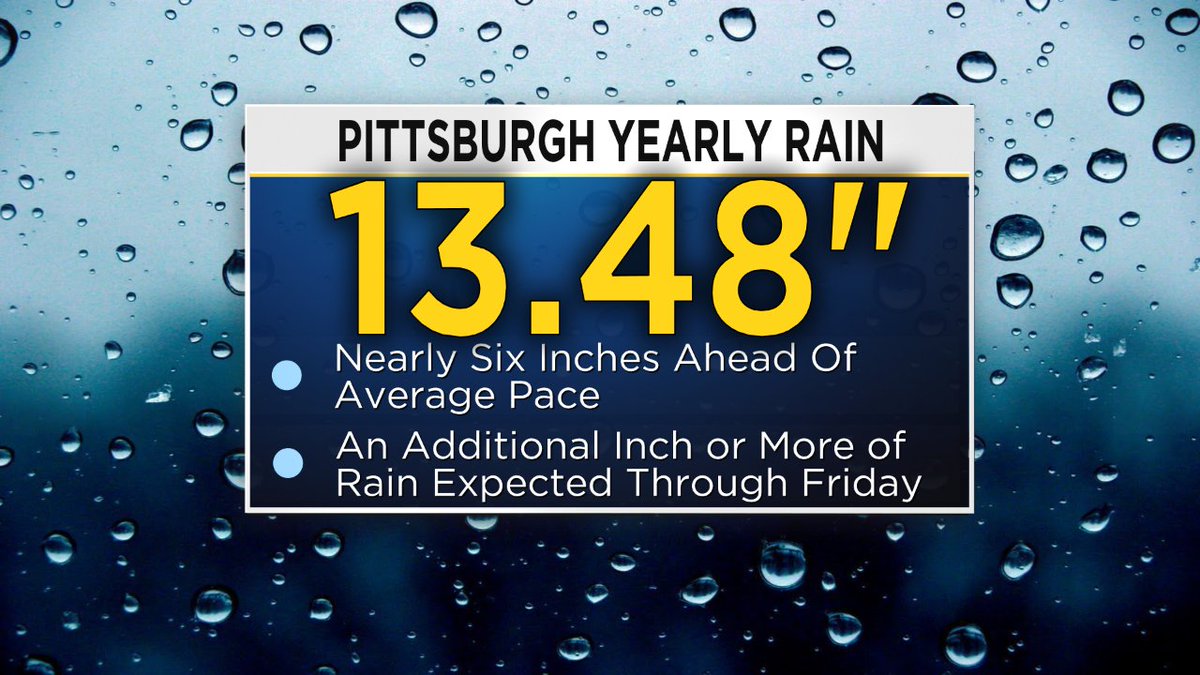 PITTSBURGH YEARLY RAIN
13.48"
Nearly Six Inches Ahead Of
Average Pace
An Additional Inch or More of
Rain Expected Through Friday